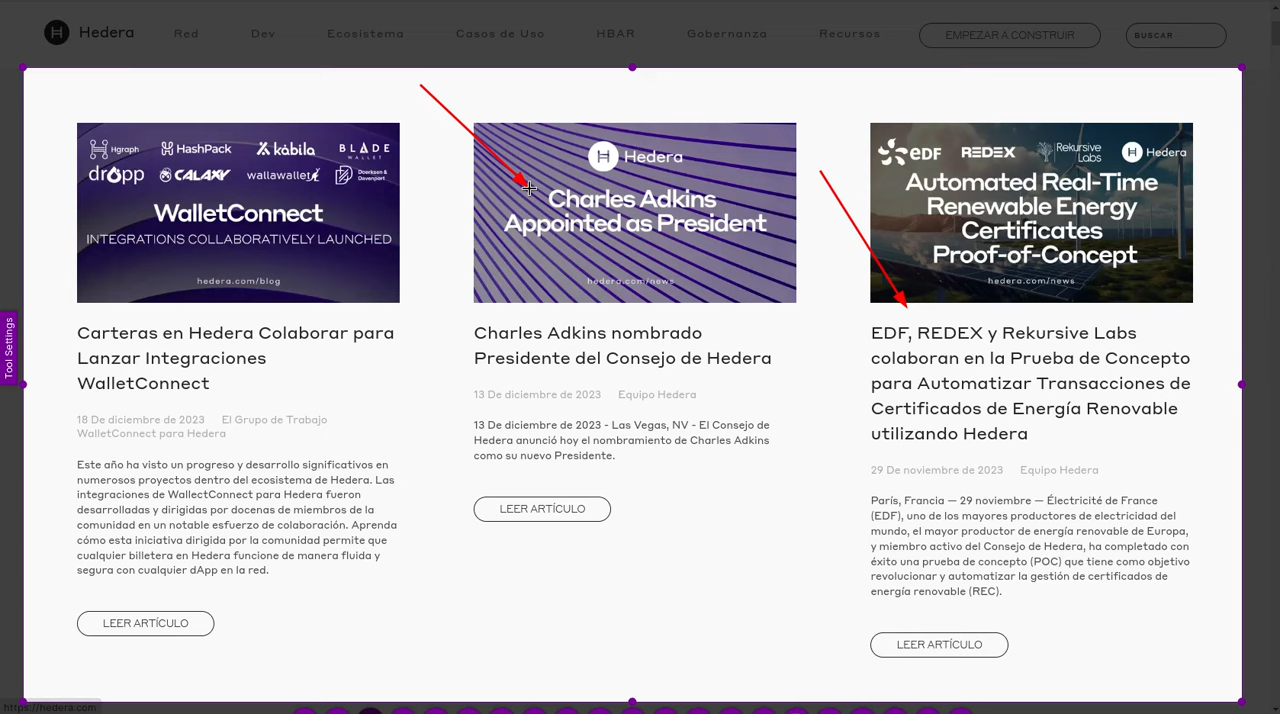 Hedera
Red Dev Ecosistema Casos de Uso HBAR Gobernanza Recursos EMPEZAR A CONSTRUIR BUSCAR
Tool Settings
Hgraph HashPack kabila BLADE WALLET
dropp CALAXY wallawallet Doerksen & Davenport
WalletConnect
INTEGRATIONS COLLABORATIVELY LAUNCHED
hedera.com/blog
Carteras en Hedera Colaborar para
Lanzar Integraciones
WalletConnect
18 De diciembre de 2023 El Grupo de Trabajo
WalletConnect para Hedera
Este año ha visto un progreso y desarrollo significativos en
numerosos proyectos dentro del ecosistema de Hedera. Las
integraciones de WallectConnect para Hedera fueron
desarrolladas y dirigidas por docenas de miembros de la
comunidad en un notable esfuerzo de colaboración. Aprenda
cómo esta iniciativa dirigida por la comunidad permite que
cualquier billetera en Hedera funcione de manera fluida y
segura con cualquier dApp en la red.
LEER ARTÍCULO
Hedera
Charles Adkins
Appointed as President
hedera.com/news
Charles Adkins nombrado
Presidente del Consejo de Hedera
13 De diciembre de 2023 Equipo Hedera
13 De diciembre de 2023 - Las Vegas, NV - El Consejo de
Hedera anunció hoy el nombramiento de Charles Adkins
como su nuevo Presidente.
LEER ARTÍCULO
eDF REDEX Rekursive Labs Hedera
Automated Real-Time
Renewable Energy
Certificates
Proof-of-Concept
hedera.com/news
EDF, REDEX y Rekursive Labs
colaboran en la Prueba de Concepto
para Automatizar Transacciones de
Certificados de Energía Renovable
utilizando Hedera
29 De noviembre de 2023 Equipo Hedera
París, Francia — 29 noviembre — Électricité de France
(EDF), uno de los mayores productores de electricidad del
mundo, el mayor productor de energía renovable de Europa,
y miembro activo del Consejo de Hedera, ha completado con
éxito una prueba de concepto (POC) que tiene como objetivo
revolucionar y automatizar la gestión de certificados de
energía renovable (REC).
LEER ARTÍCULO
https://hedera.com